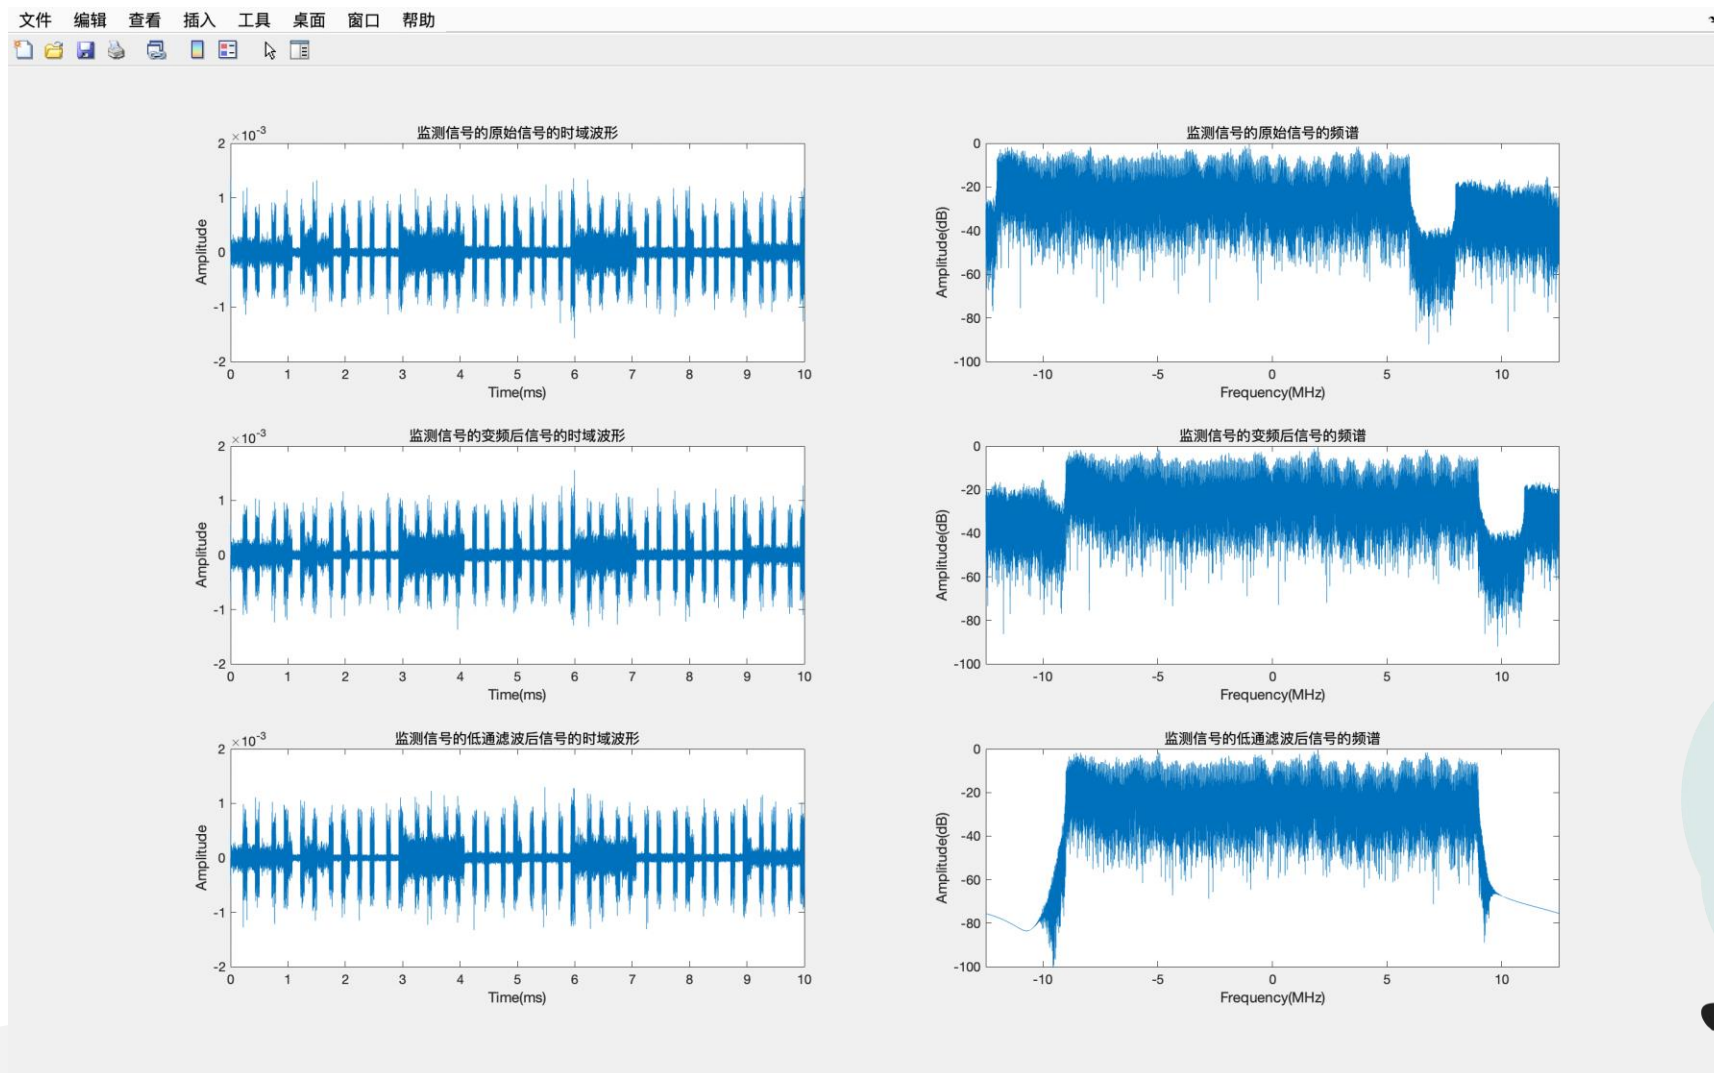 文件 编辑 查看 插入 工具 桌面 窗口 帮助
监测信号的原始信号的时域波形
×10-3
2
1
0
-1
-2
Amplitude
0 1 2 3 4 5 6 7 8 9 10
Time(ms)
监测信号的原始信号的频谱
0
-20
-40
-60
-80
-100
Amplitude(dB)
-10 -5 0 5 10
Frequency(MHz)
监测信号的变频后信号的时域波形
×10-3
2
1
0
-1
-2
Amplitude
0 1 2 3 4 5 6 7 8 9 10
Time(ms)
监测信号的变频后信号的频谱
0
-20
-40
-60
-80
-100
Amplitude(dB)
-10 -5 0 5 10
Frequency(MHz)
监测信号的低通滤波后信号的时域波形
×10-3
2
1
0
-1
-2
Amplitude
0 1 2 3 4 5 6 7 8 9 10
Time(ms)
监测信号的低通滤波后信号的频谱
0
-20
-40
-60
-80
-100
Amplitude(dB)
-10 -5 0 5 10
Frequency(MHz)